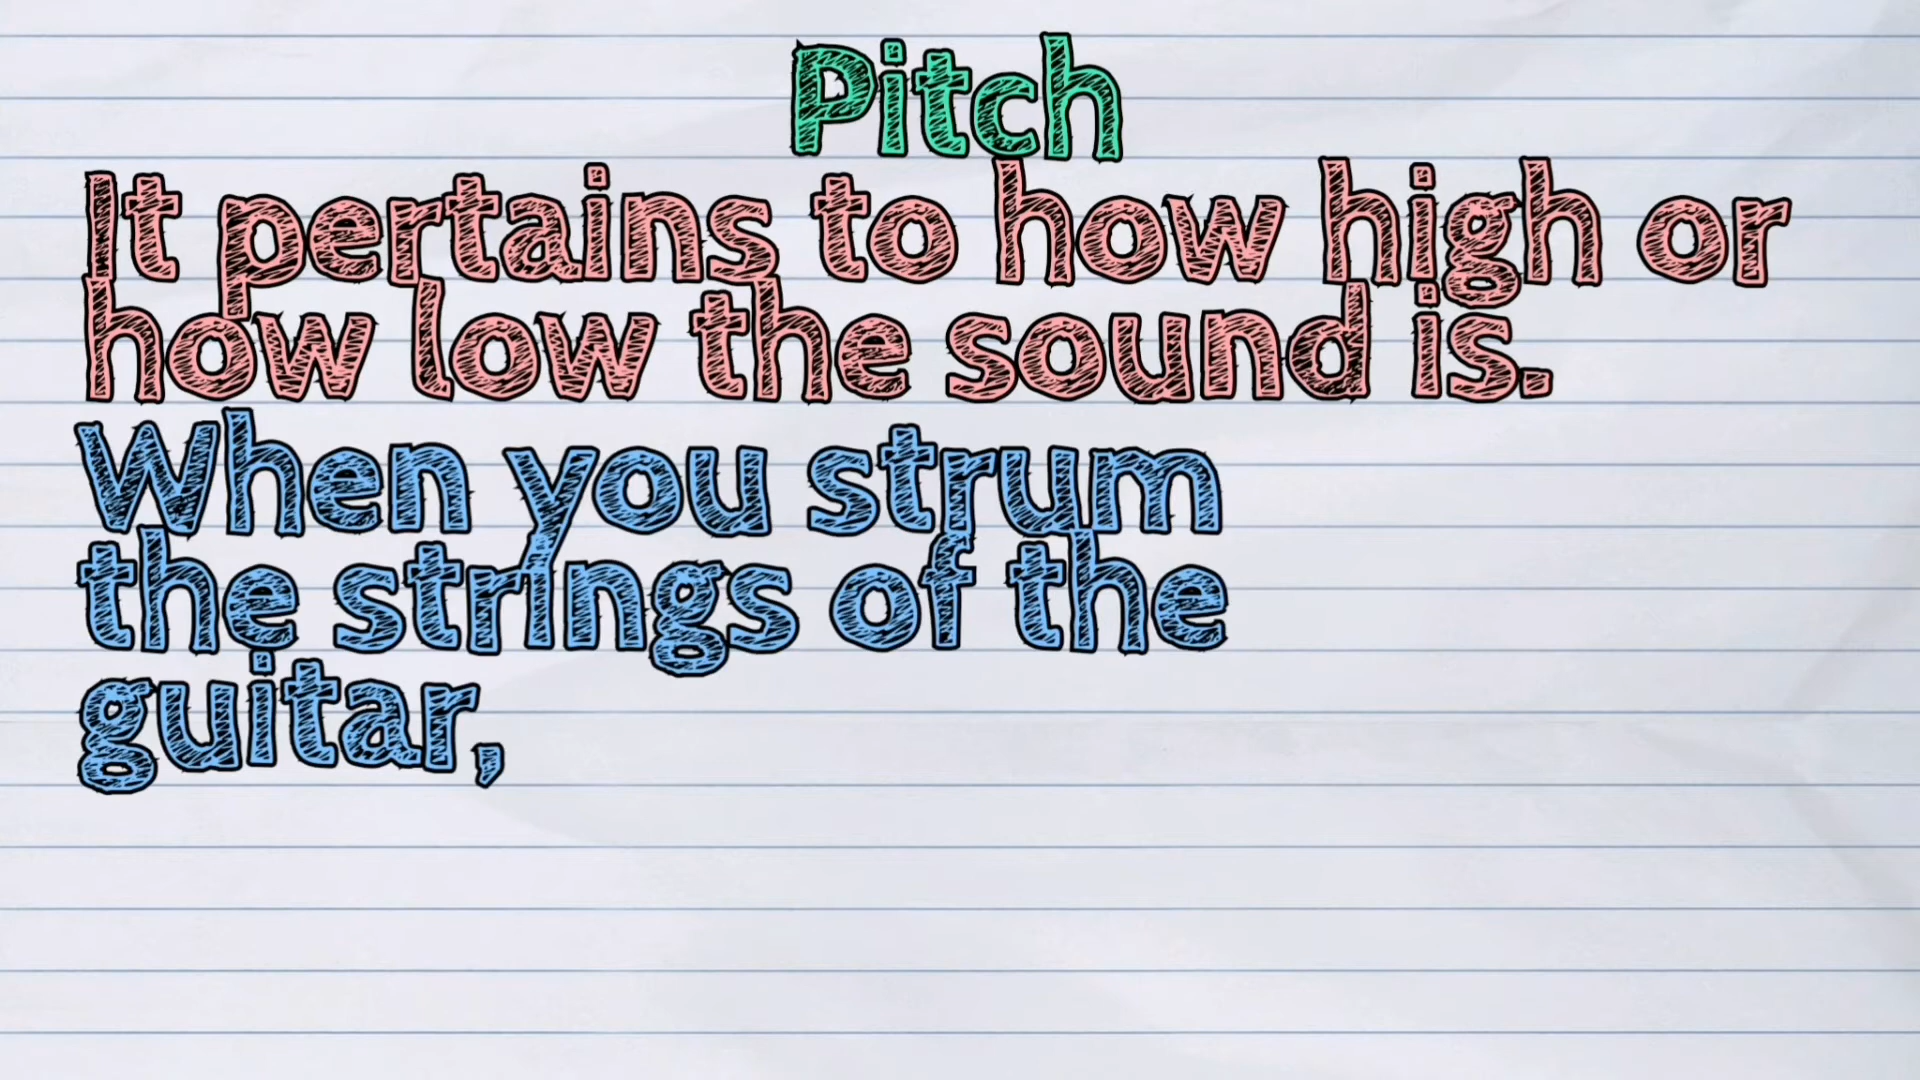 Pitch
It pertains to how high or
how low the sound is.
When you strum
the strings of the
guitar,